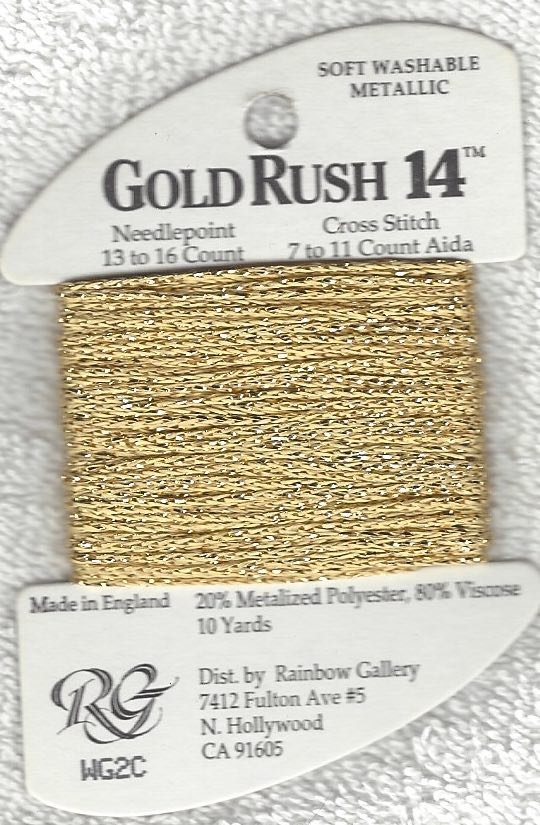 SOFT WASHABLE
METALLIC
GOLD RUSH 14™
Needlepoint
13 to 16 Count
Cross Stitch
7 to 11 Count Aida
Made in England
20% Metalized Polyester, 80% Viscose
10 Yards
RG
WG2C
Dist. by Rainbow Gallery
7412 Fulton Ave #5
N. Hollywood
CA 91605